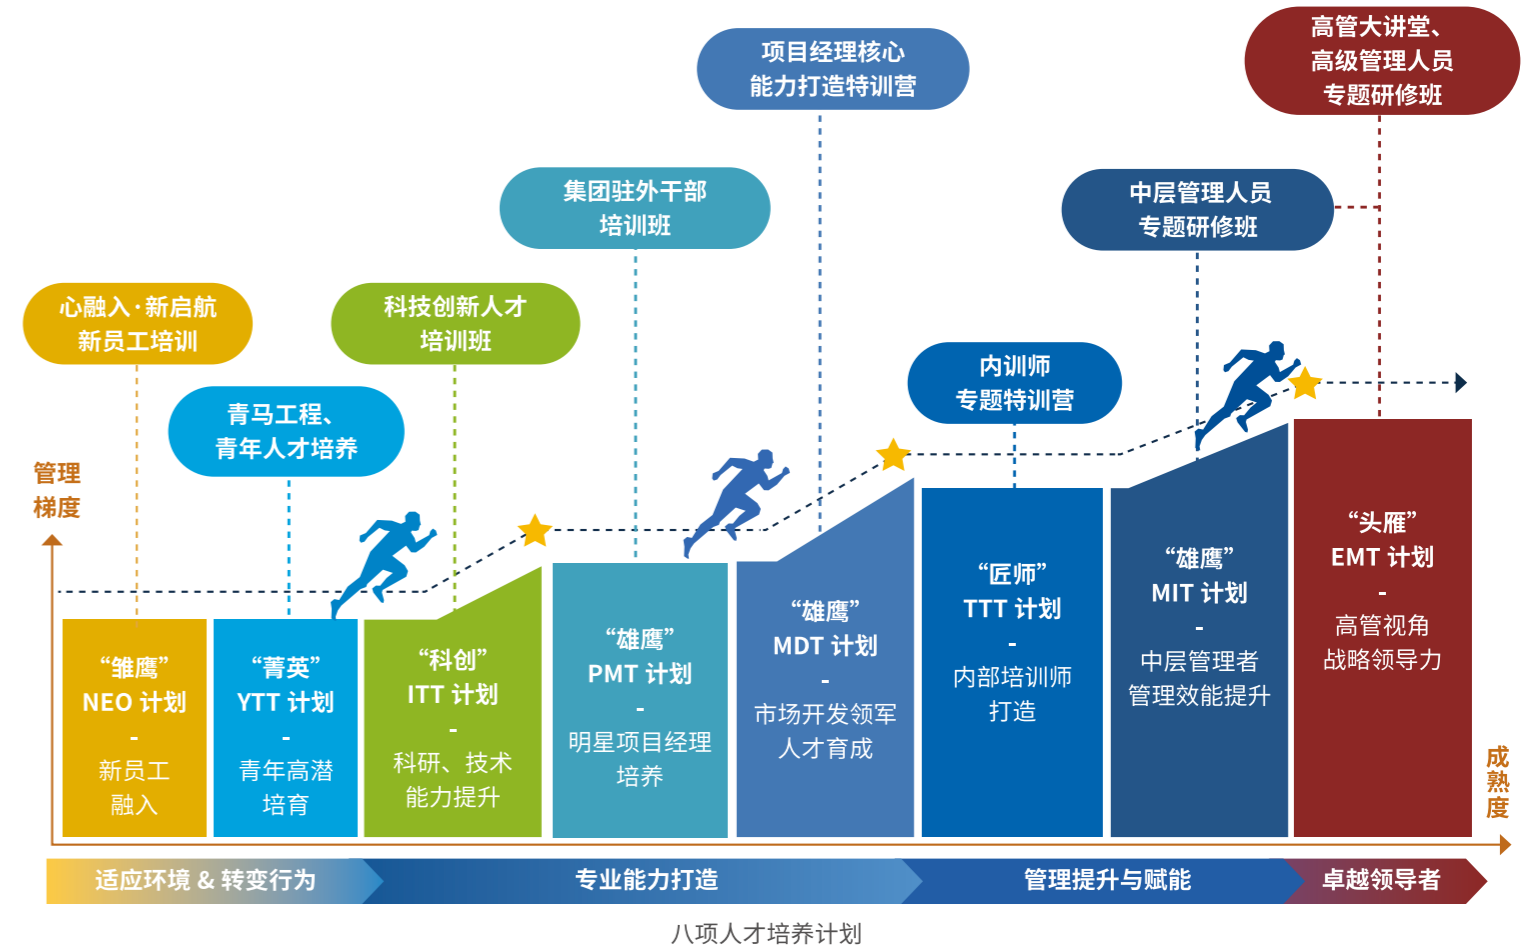 高管大讲堂、
高级管理人员
专题研修班
项目经理核心
能力打造特训营
集团驻外干部
培训班
中层管理人员
专题研修班
心融入·新启航
新员工培训
科技创新人才
培训班
内训师
专题特训营
青马工程、
青年人才培养
管理
梯度
“雏鹰”
NEO 计划
-
新员工
融入
“菁英”
YTT 计划
-
青年高潜
培育
“科创”
ITT 计划
-
科研、技术
能力提升
“雄鹰”
PMT 计划
-
明星项目经理
培养
“雄鹰”
MDT 计划
-
市场开发领军
人才育成
“匠师”
TTT 计划
-
内部培训师
打造
“雄鹰”
MIT 计划
-
中层管理者
管理效能提升
“头雁”
EMT 计划
-
高管视角
战略领导力
成
熟
度
适应环境 & 转变行为
专业能力打造
管理提升与赋能
卓越领导者
八项人才培养计划